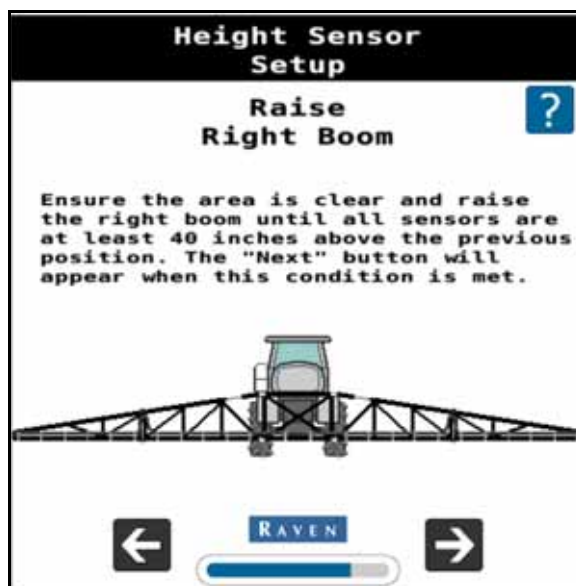 Height Sensor
Setup
Raise
Right Boom
?
Ensure the area is clear and raise
the right boom until all sensors are
at least 40 inches above the previous
position. The "Next" button will
appear when this condition is met.
RAVEN